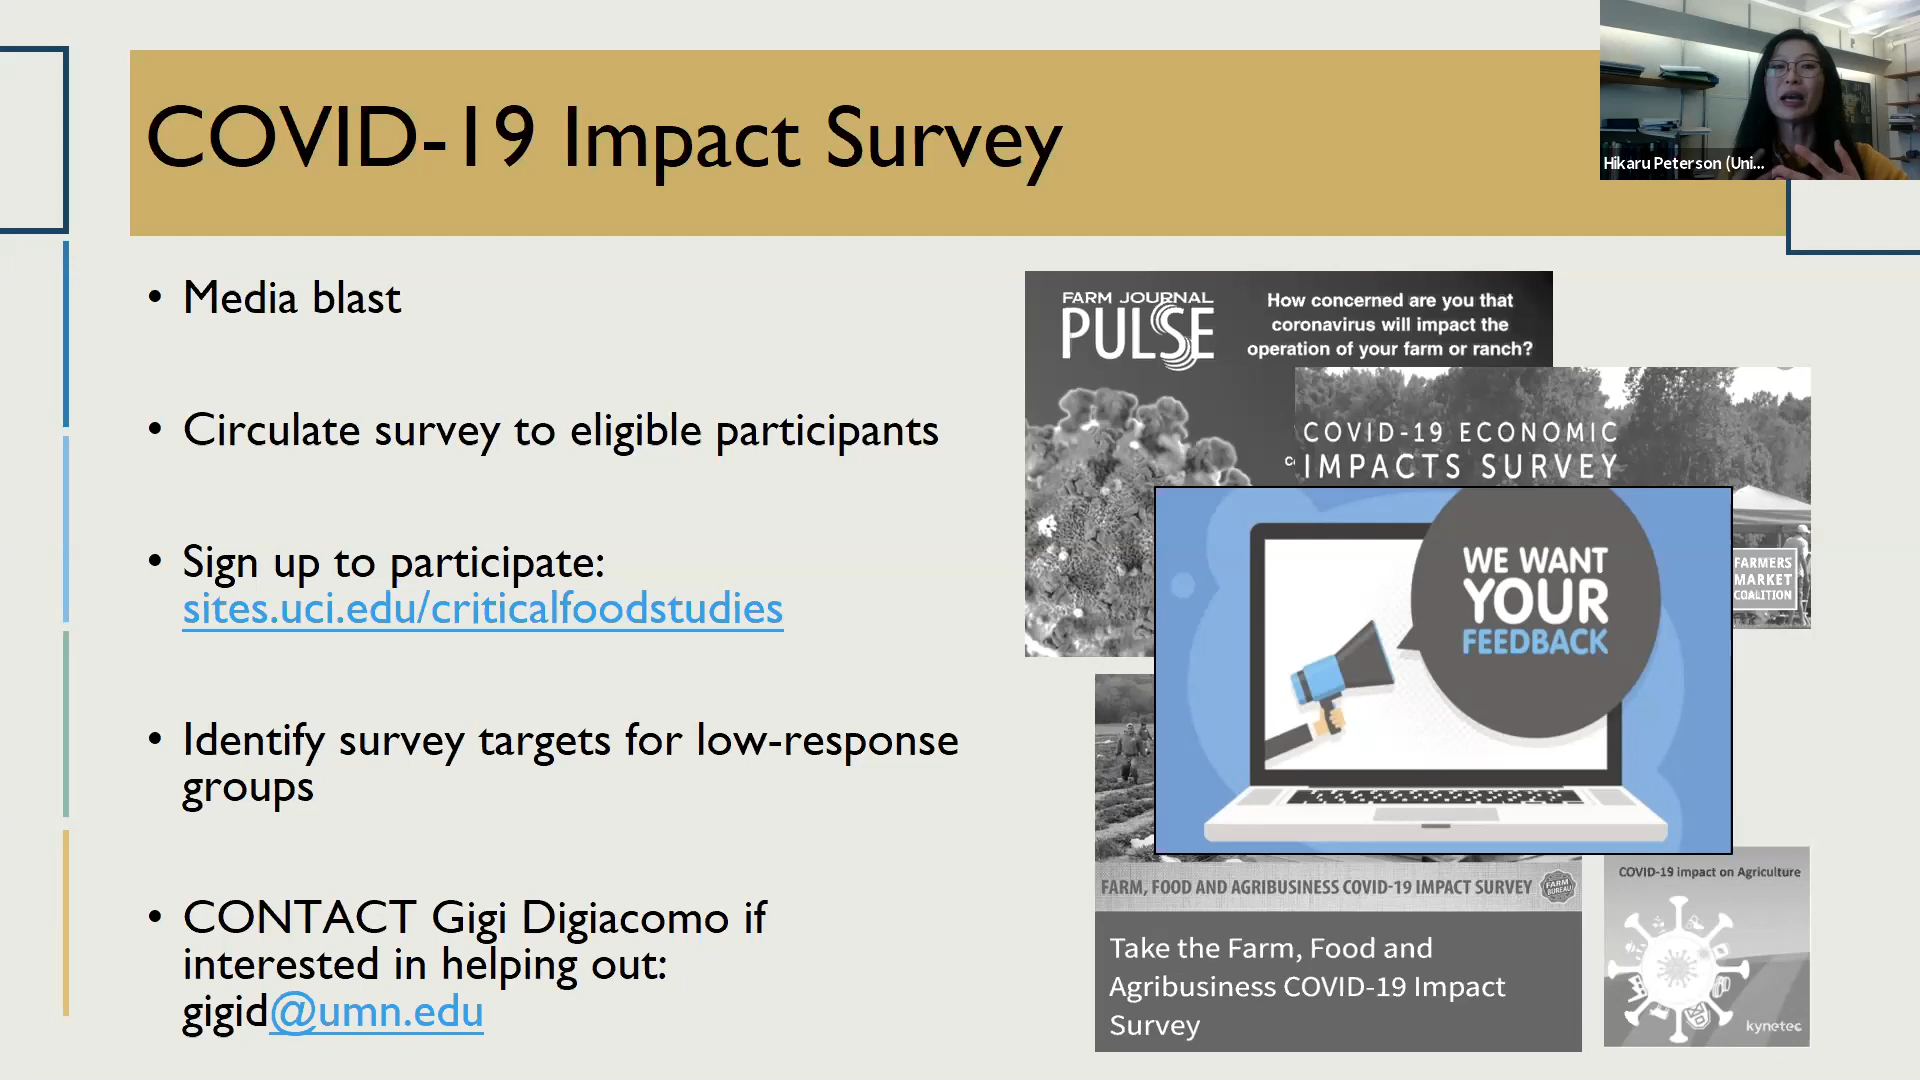 COVID-19 Impact Survey
Hikaru Peterson (Uni...
• Media blast
• Circulate survey to eligible participants
• Sign up to participate:
sites.uci.edu/criticalfoodstudies
• Identify survey targets for low-response
groups
• CONTACT Gigi Digiacomo if
interested in helping out:
gigid@umn.edu
FARM JOURNAL
PULSE
How concerned are you that
coronavirus will impact the
operation of your farm or ranch?
COVID-19 ECONOMIC
IMPACTS SURVEY
WE WANT
YOUR
FEEDBACK
FARMERS
MARKET
COALITION
FARM, FOOD AND AGRIBUSINESS COVID-19 IMPACT SURVEY
FARM
BUREAU
Take the Farm, Food and
Agribusiness COVID-19 Impact
Survey
COVID-19 impact on Agriculture
kynetec